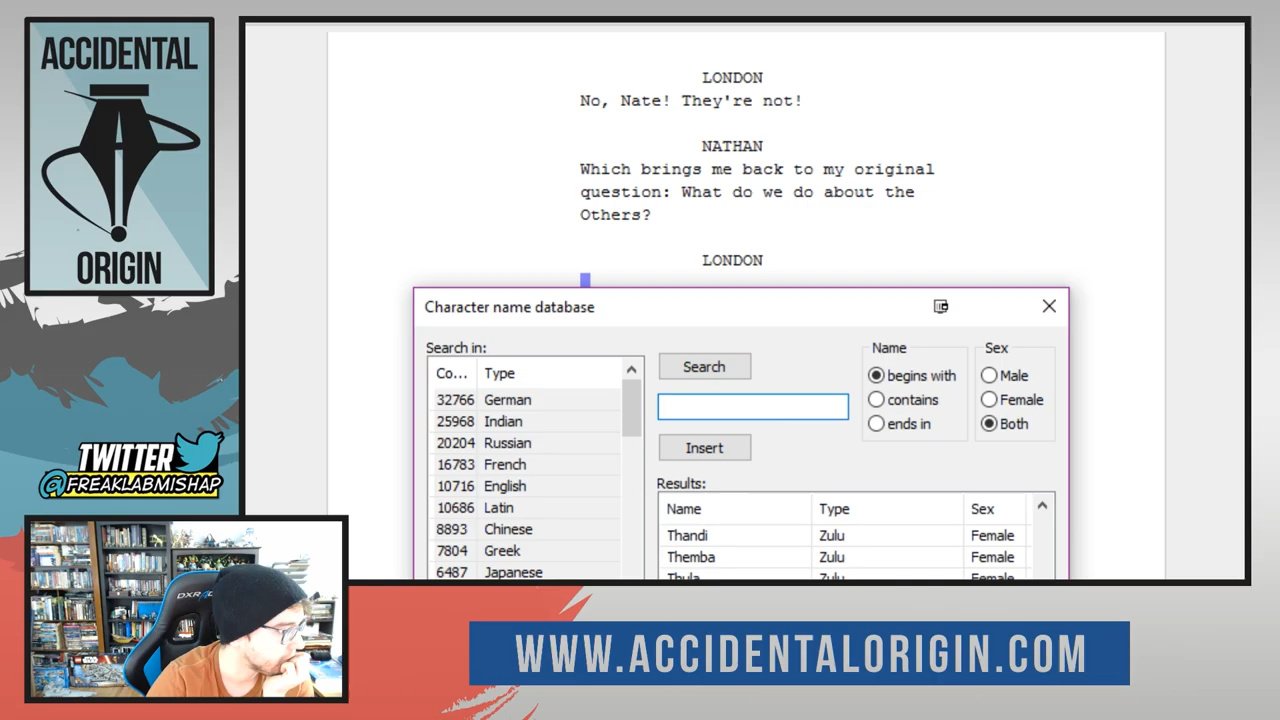 ACCIDENTAL
ORIGIN
LONDON
No, Nate! They're not!
NATHAN
Which brings me back to my original
question: What do we do about the
Others?
LONDON
Character name database
Search in:
Co... Type
32766 German
25968 Indian
20204 Russian
16783 French
10716 English
10686 Latin
8893 Chinese
7804 Greek
6487 Japanese
Search
Insert
Name
begins with
contains
ends in
Sex
Male
Female
Both
Results:
Name Type Sex
Thandi Zulu Female
Themba Zulu Female
Thula Zulu Female
TWITTER
@FREAKLABMISHAP
WWW.ACCIDENTALORIGIN.COM